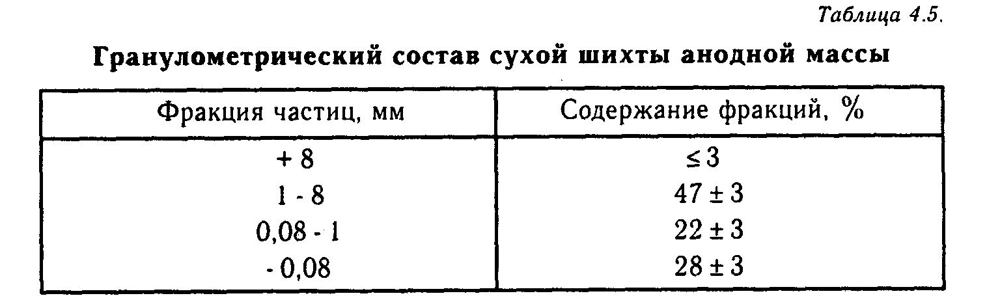 Таблица 4.5.
Гранулометрический состав сухой шихты анодной массы
Фракция частиц, мм Содержание фракций, %
+ 8 ≤ 3
1 - 8 47 ± 3
0,08 - 1 22 ± 3
- 0,08 28 ± 3